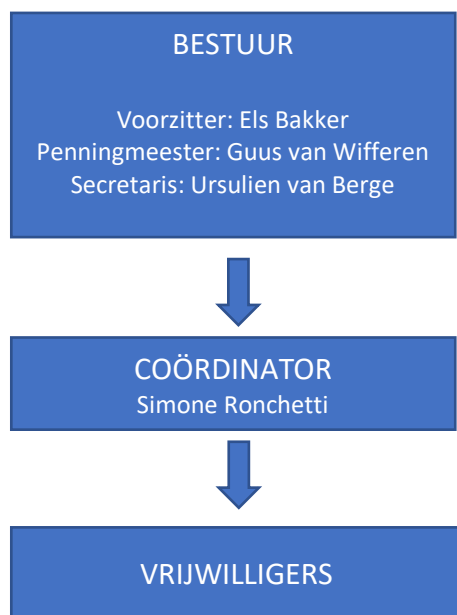 BESTUUR
Voorzitter: Els Bakker
Penningmeester: Guus van Wifferen
Secretaris: Ursulien van Berge
COÖRDINATOR
Simone Ronchetti
VRIJWILLIGERS